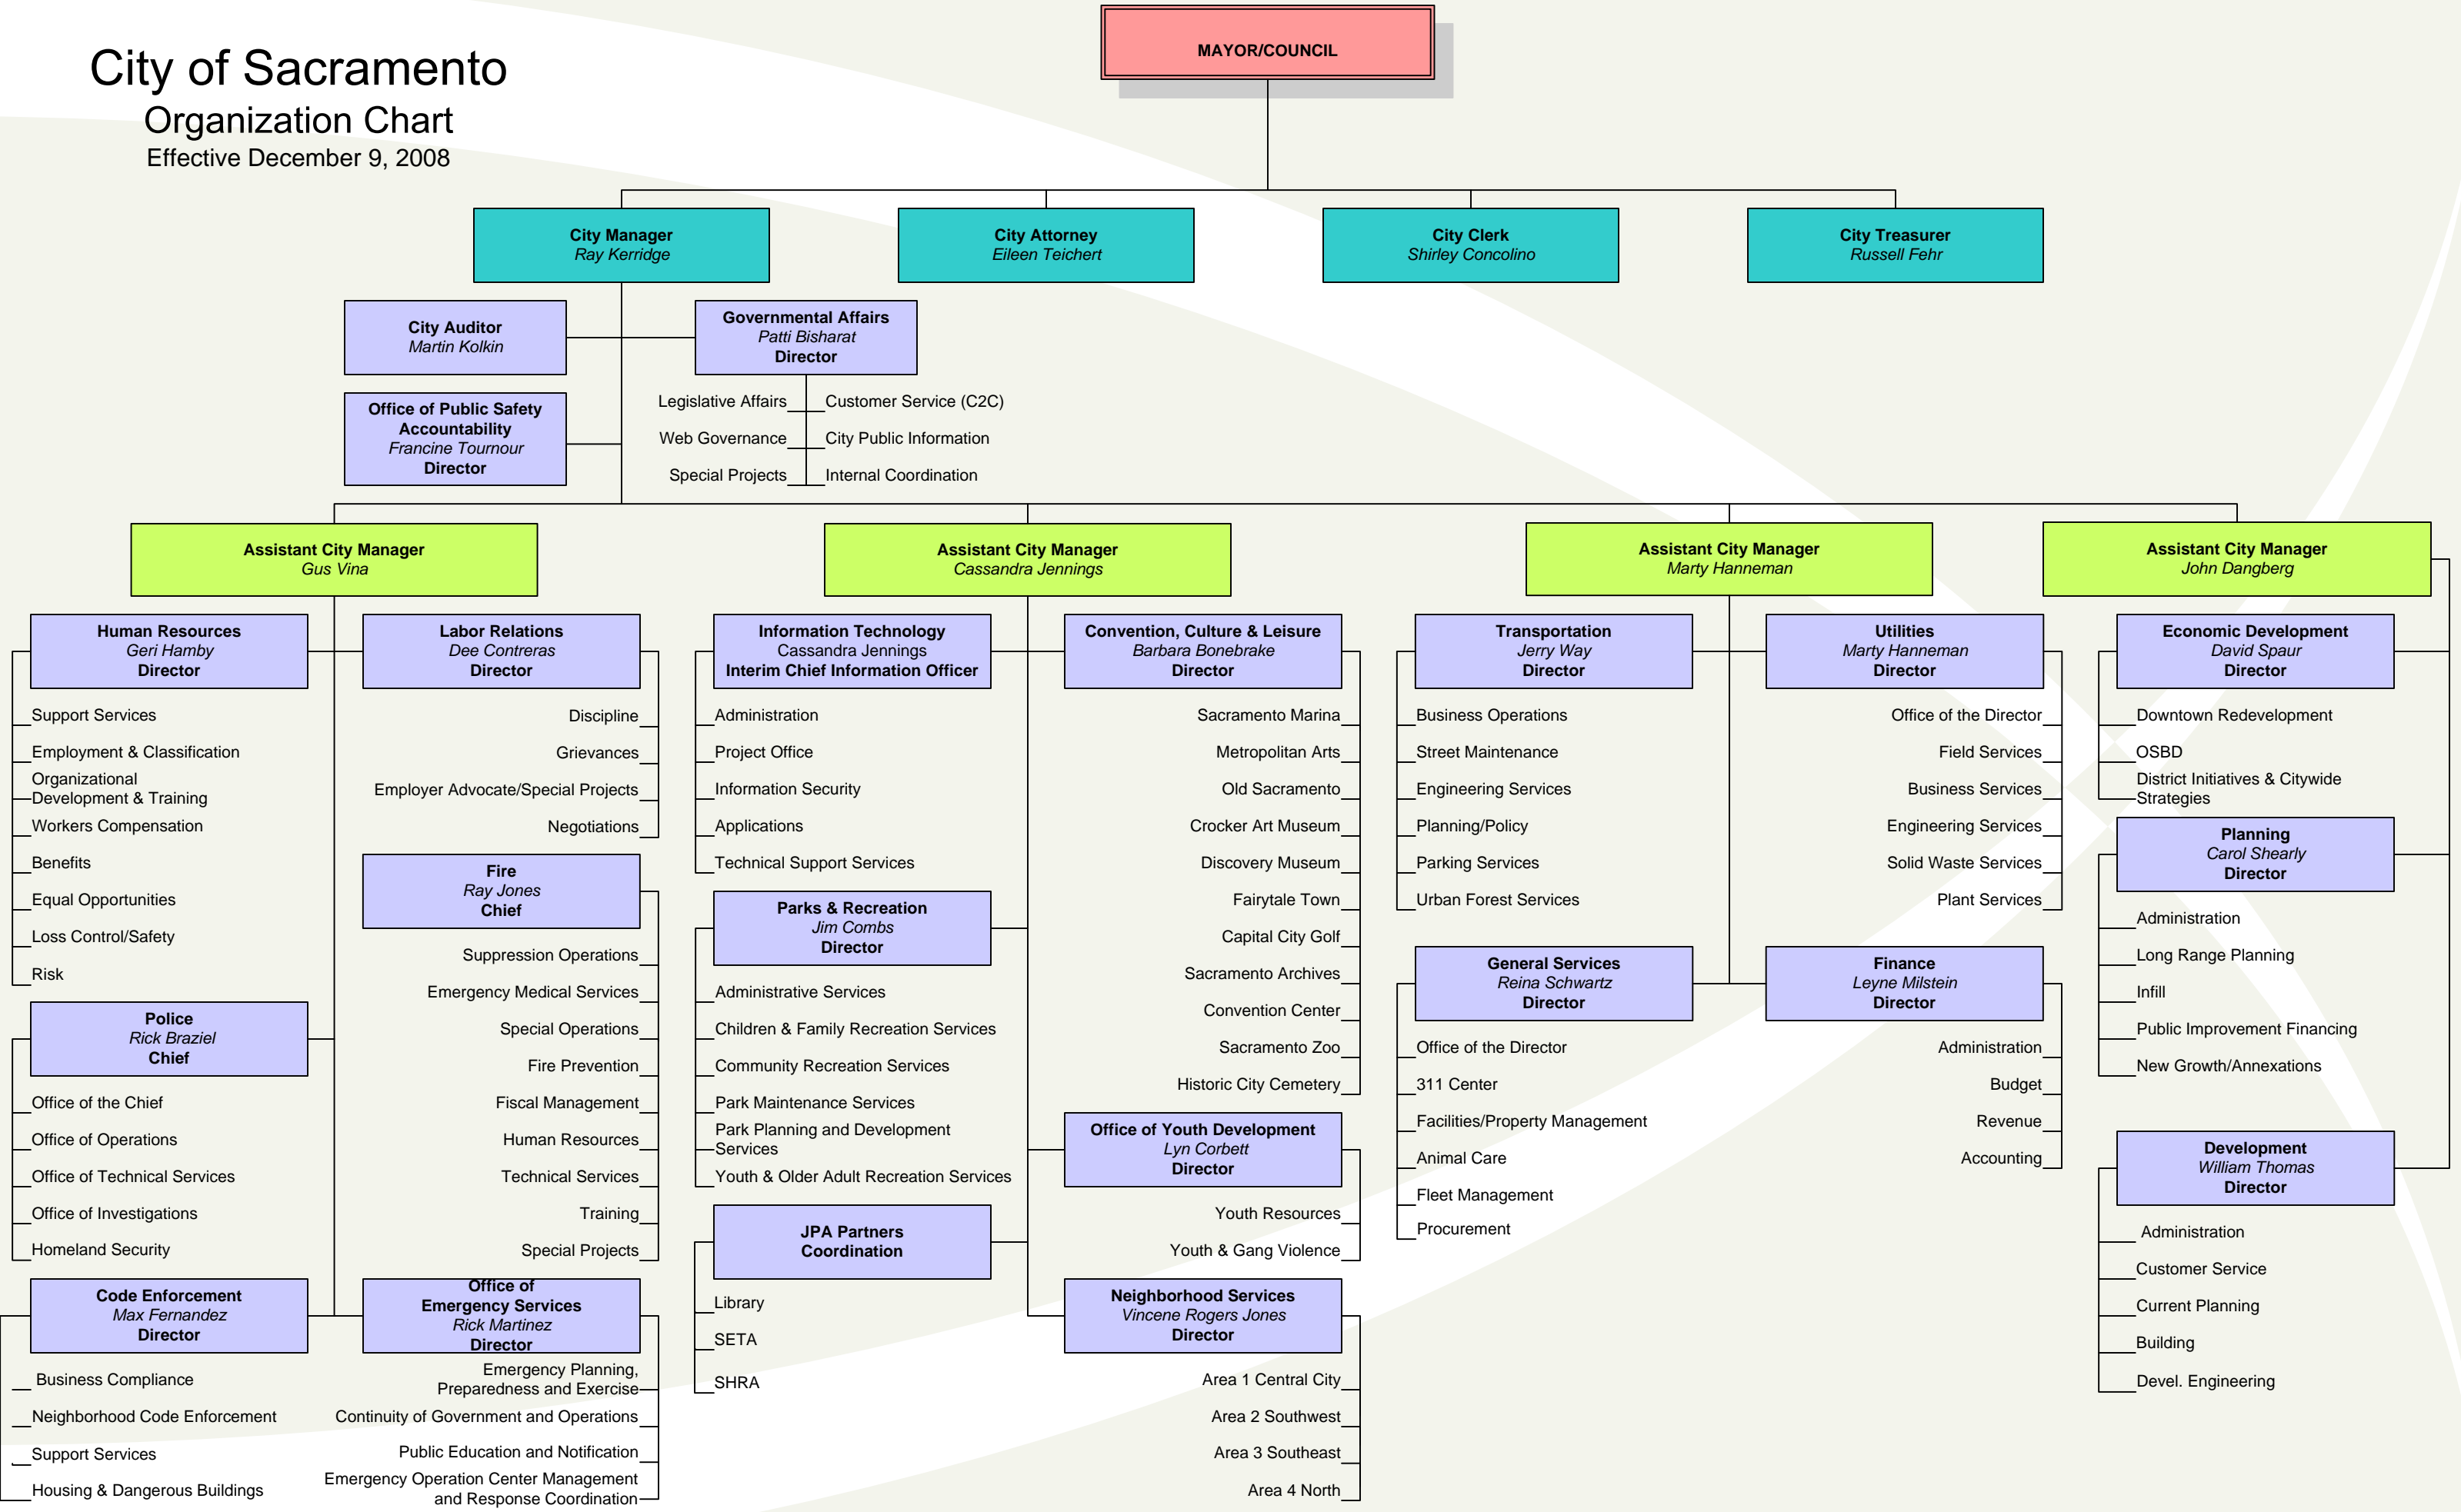 City of Sacramento
Organization Chart
Effective December 9, 2008
MAYOR/COUNCIL
City Manager
Ray Kerridge
City Attorney
Eileen Teichert
City Clerk
Shirley Concolino
City Treasurer
Russell Fehr
City Auditor
Martin Kolkin
Governmental Affairs
Patti Bisharat
Director
Office of Public Safety
Accountability
Francine Tournour
Director
Legislative Affairs
Web Governance
Special Projects
Customer Service (C2C)
City Public Information
Internal Coordination
Assistant City Manager
Gus Vina
Human Resources
Geri Hamby
Director
Support Services
Employment & Classification
Organizational
Development & Training
Workers Compensation
Benefits
Equal Opportunities
Loss Control/Safety
Risk
Police
Rick Braziel
Chief
Office of the Chief
Office of Operations
Office of Technical Services
Office of Investigations
Homeland Security
Code Enforcement
Max Fernandez
Director
Business Compliance
Neighborhood Code Enforcement
Support Services
Housing & Dangerous Buildings
Labor Relations
Dee Contreras
Director
Discipline
Grievances
Employer Advocate/Special Projects
Negotiations
Fire
Ray Jones
Chief
Suppression Operations
Emergency Medical Services
Special Operations
Fire Prevention
Fiscal Management
Human Resources
Technical Services
Training
Special Projects
Office of
Emergency Services
Rick Martinez
Director
Emergency Planning,
Preparedness and Exercise
Continuity of Government and Operations
Public Education and Notification
Emergency Operation Center Management
and Response Coordination
Assistant City Manager
Cassandra Jennings
Information Technology
Cassandra Jennings
Interim Chief Information Officer
Administration
Project Office
Information Security
Applications
Technical Support Services
Parks & Recreation
Jim Combs
Director
Administrative Services
Children & Family Recreation Services
Community Recreation Services
Park Maintenance Services
Park Planning and Development
Services
Youth & Older Adult Recreation Services
JPA Partners
Coordination
Library
SETA
SHRA
Convention, Culture & Leisure
Barbara Bonebrake
Director
Sacramento Marina
Metropolitan Arts
Old Sacramento
Crocker Art Museum
Discovery Museum
Fairytale Town
Capital City Golf
Sacramento Archives
Convention Center
Sacramento Zoo
Historic City Cemetery
Office of Youth Development
Lyn Corbett
Director
Youth Resources
Youth & Gang Violence
Neighborhood Services
Vincene Rogers Jones
Director
Area 1 Central City
Area 2 Southwest
Area 3 Southeast
Area 4 North
Assistant City Manager
Marty Hanneman
Transportation
Jerry Way
Director
Business Operations
Street Maintenance
Engineering Services
Planning/Policy
Parking Services
Urban Forest Services
General Services
Reina Schwartz
Director
Office of the Director
311 Center
Facilities/Property Management
Animal Care
Fleet Management
Procurement
Utilities
Marty Hanneman
Director
Office of the Director
Field Services
Business Services
Engineering Services
Solid Waste Services
Plant Services
Finance
Leyne Milstein
Director
Administration
Budget
Revenue
Accounting
Assistant City Manager
John Dangberg
Economic Development
David Spaur
Director
Downtown Redevelopment
OSBD
District Initiatives & Citywide
Strategies
Planning
Carol Shearly
Director
Administration
Long Range Planning
Infill
Public Improvement Financing
New Growth/Annexations
Development
William Thomas
Director
Administration
Customer Service
Current Planning
Building
Devel. Engineering